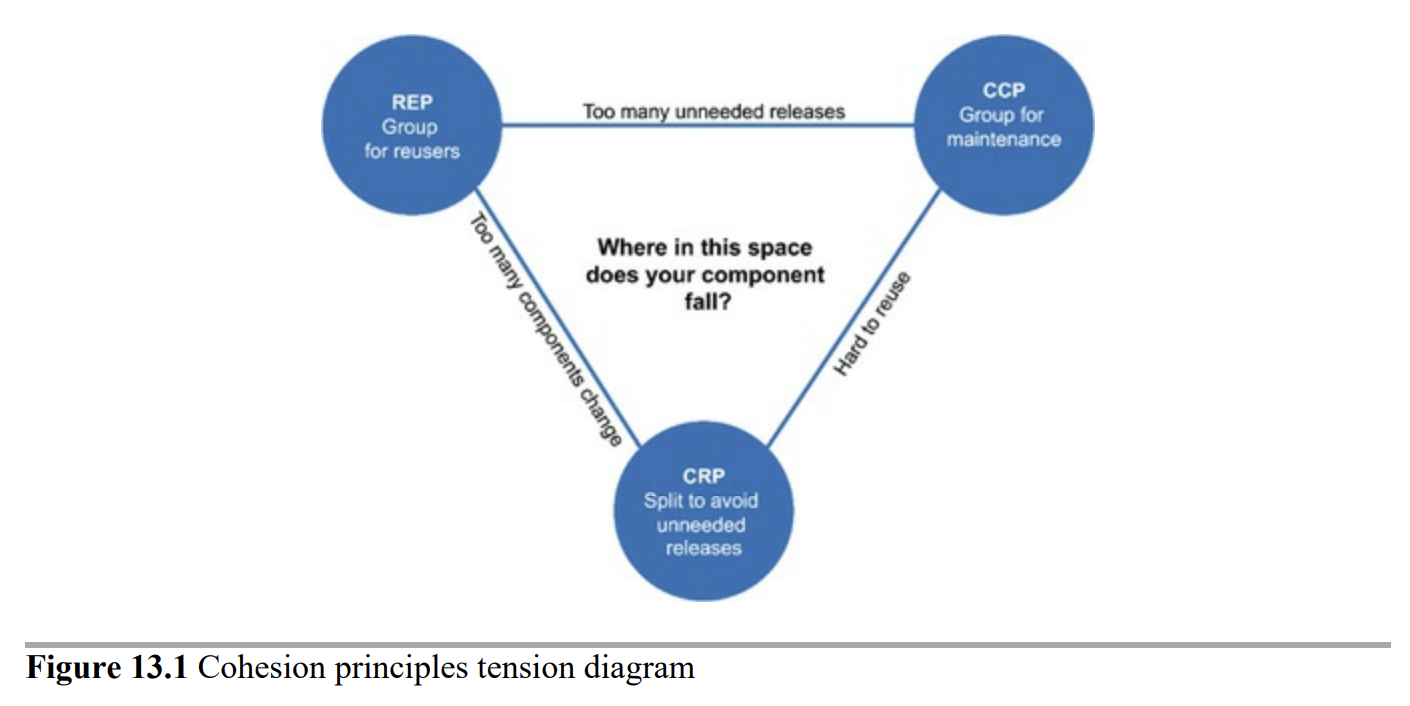 REP
Group
for reusers
Too many unneeded releases
CCP
Group for
maintenance
Too many components change
Where in this space
does your component
fall?
Hard to reuse
CRP
Split to avoid
unneeded
releases
Figure 13.1 Cohesion principles tension diagram